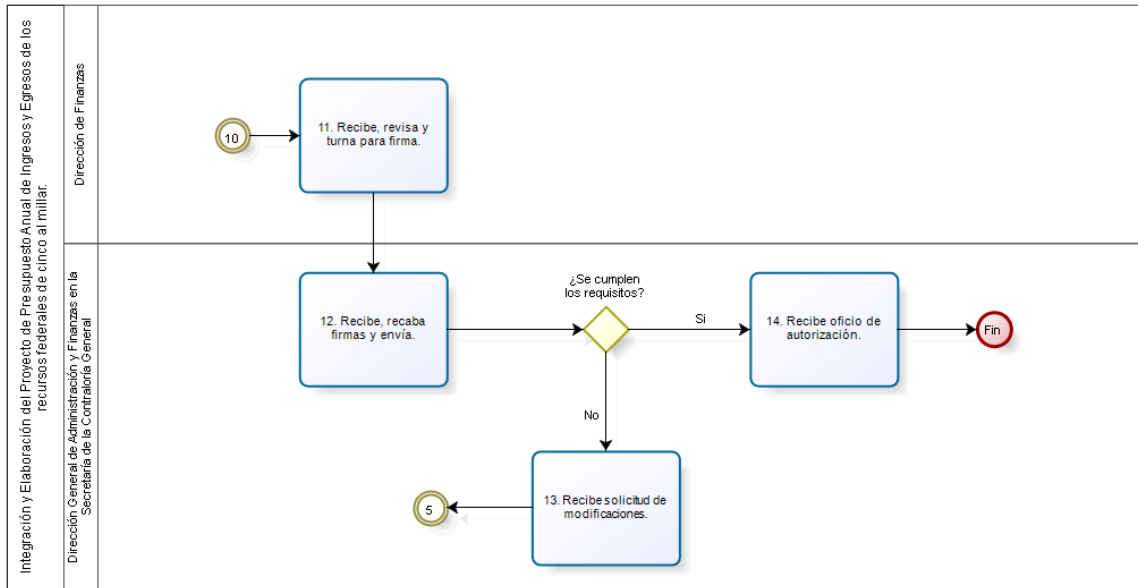 Integración y Elaboración del Proyecto de Presupuesto Anual de Ingresos y Egresos de los
recursos federales de cinco al millar.
Dirección de Finanzas
10
11. Recibe, revisa y
turna para firma.
Dirección General de Administración y Finanzas en la
Secretaría de la Contraloría General
12. Recibe, recaba
firmas y envía.
¿Se cumplen
los requisitos?
Si
14. Recibe oficio de
autorización.
Fin
No
13. Recibe solicitud de
modificaciones.
5